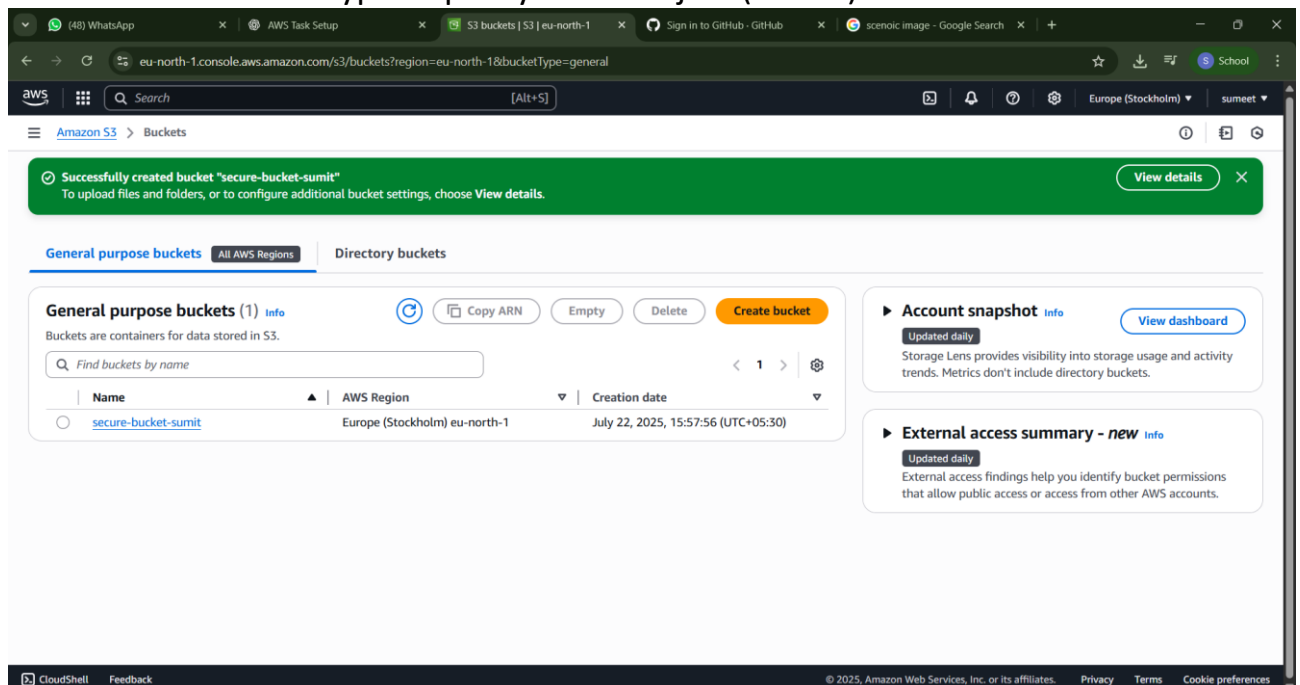 (48) WhatsApp
AWS Task Setup
S3 buckets | S3 | eu-north-1
Sign in to GitHub · GitHub
scenoic image - Google Search
eu-north-1.console.aws.amazon.com/s3/buckets?region=eu-north-1&bucketType=general
S School
aws Search [Alt+S] Europe (Stockholm) sumeet
Amazon S3 > Buckets
Successfully created bucket "secure-bucket-sumit"
To upload files and folders, or to configure additional bucket settings, choose View details.
View details
General purpose buckets All AWS Regions Directory buckets
General purpose buckets (1) Info
Copy ARN Empty Delete Create bucket
Buckets are containers for data stored in S3.
Find buckets by name
1
Name AWS Region Creation date
secure-bucket-sumit Europe (Stockholm) eu-north-1 July 22, 2025, 15:57:56 (UTC+05:30)
Account snapshot Info
View dashboard
Updated daily
Storage Lens provides visibility into storage usage and activity
trends. Metrics don't include directory buckets.
External access summary - new Info
Updated daily
External access findings help you identify bucket permissions
that allow public access or access from other AWS accounts.
CloudShell Feedback © 2025, Amazon Web Services, Inc. or its affiliates. Privacy Terms Cookie preferences